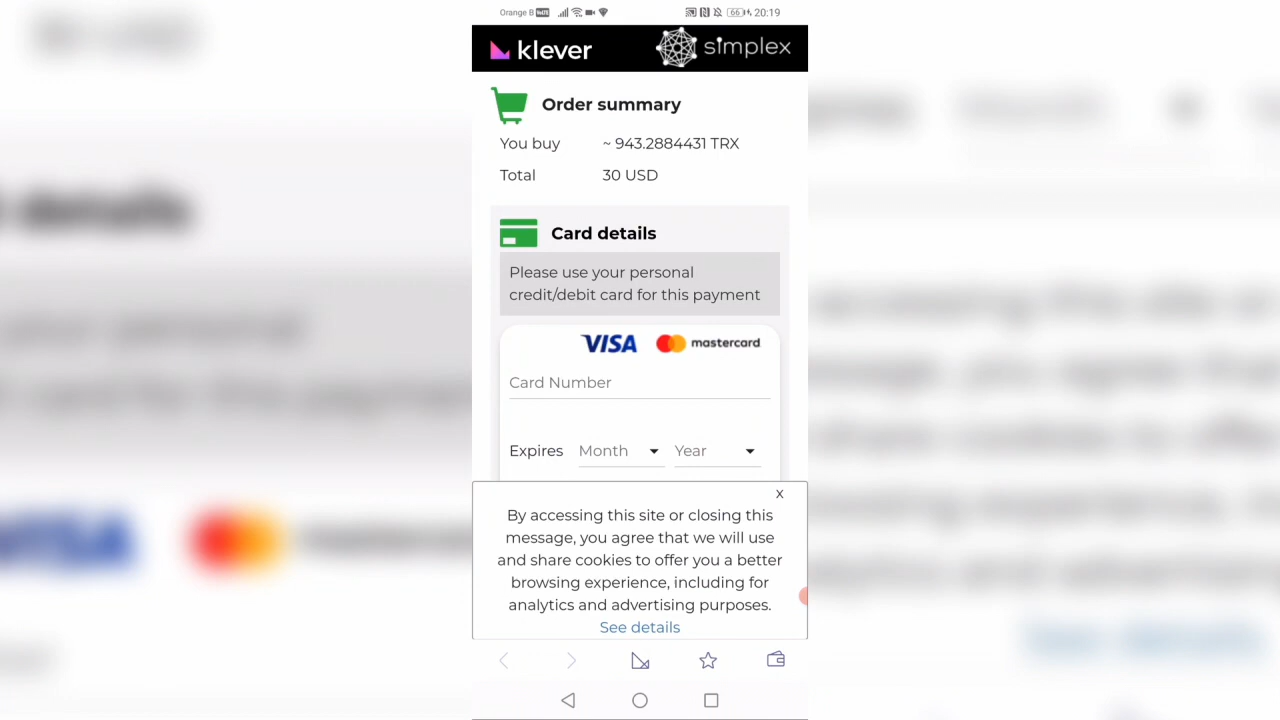 Orange B VoLTE 66 20:19
klever simplex
Order summary
You buy ~ 943.2884431 TRX
Total 30 USD
Card details
Please use your personal
credit/debit card for this payment
VISA mastercard
Card Number
Expires Month Year
X
By accessing this site or closing this
message, you agree that we will use
and share cookies to offer you a better
browsing experience, including for
analytics and advertising purposes.
See details